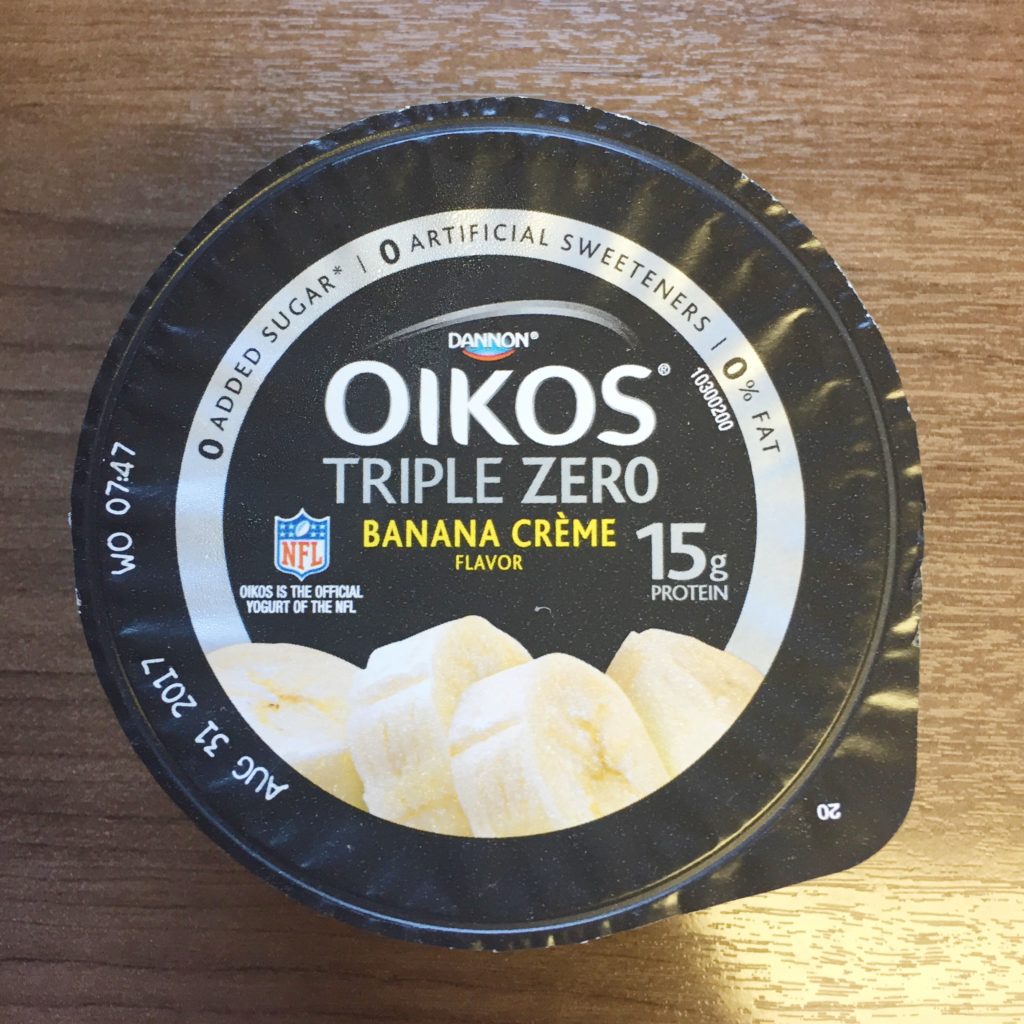 0 ADDED SUGAR* | 0 ARTIFICIAL SWEETENERS | 0% FAT
DANNON®
OIKOS®
10300200
TRIPLE ZERO
BANANA CRÈME
FLAVOR
NFL
OIKOS IS THE OFFICIAL
YOGURT OF THE NFL
15g
PROTEIN
WO 07:47
AUG 31 2017
20